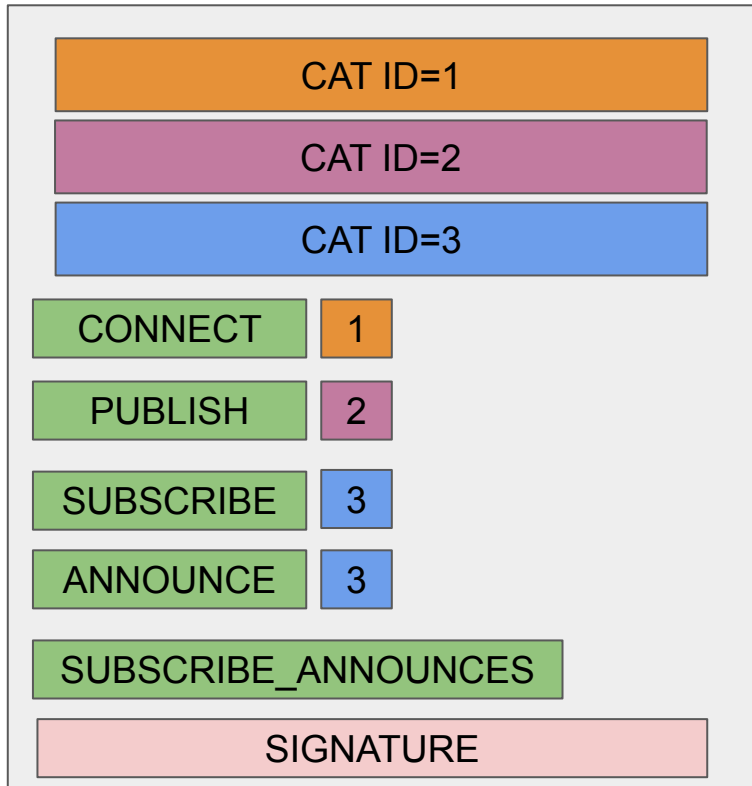 CAT ID=1
CAT ID=2
CAT ID=3
CONNECT 1
PUBLISH 2
SUBSCRIBE 3
ANNOUNCE 3
SUBSCRIBE_ANNOUNCES
SIGNATURE